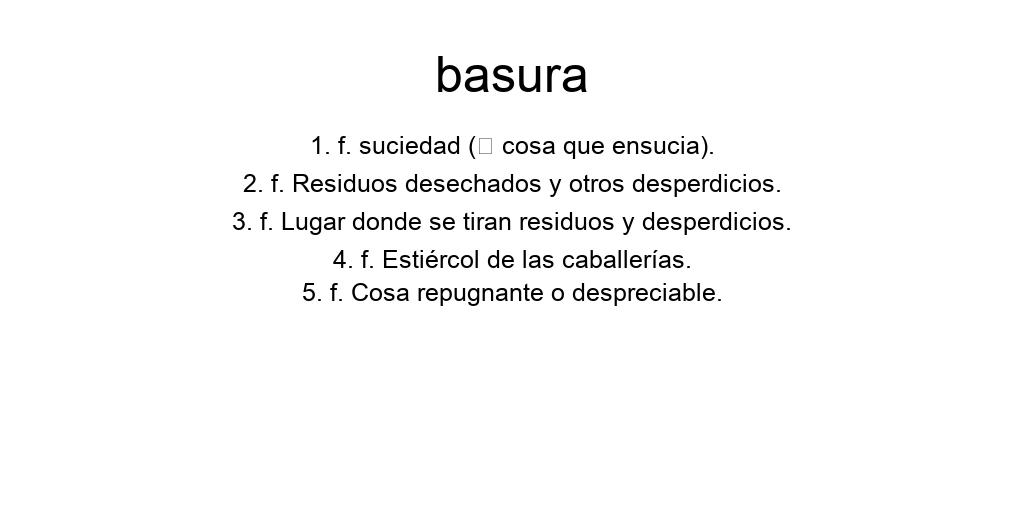 basura
1. f. suciedad (□ cosa que ensucia).
2. f. Residuos desechados y otros desperdicios.
3. f. Lugar donde se tiran residuos y desperdicios.
4. f. Estiércol de las caballerías.
5. f. Cosa repugnante o despreciable.